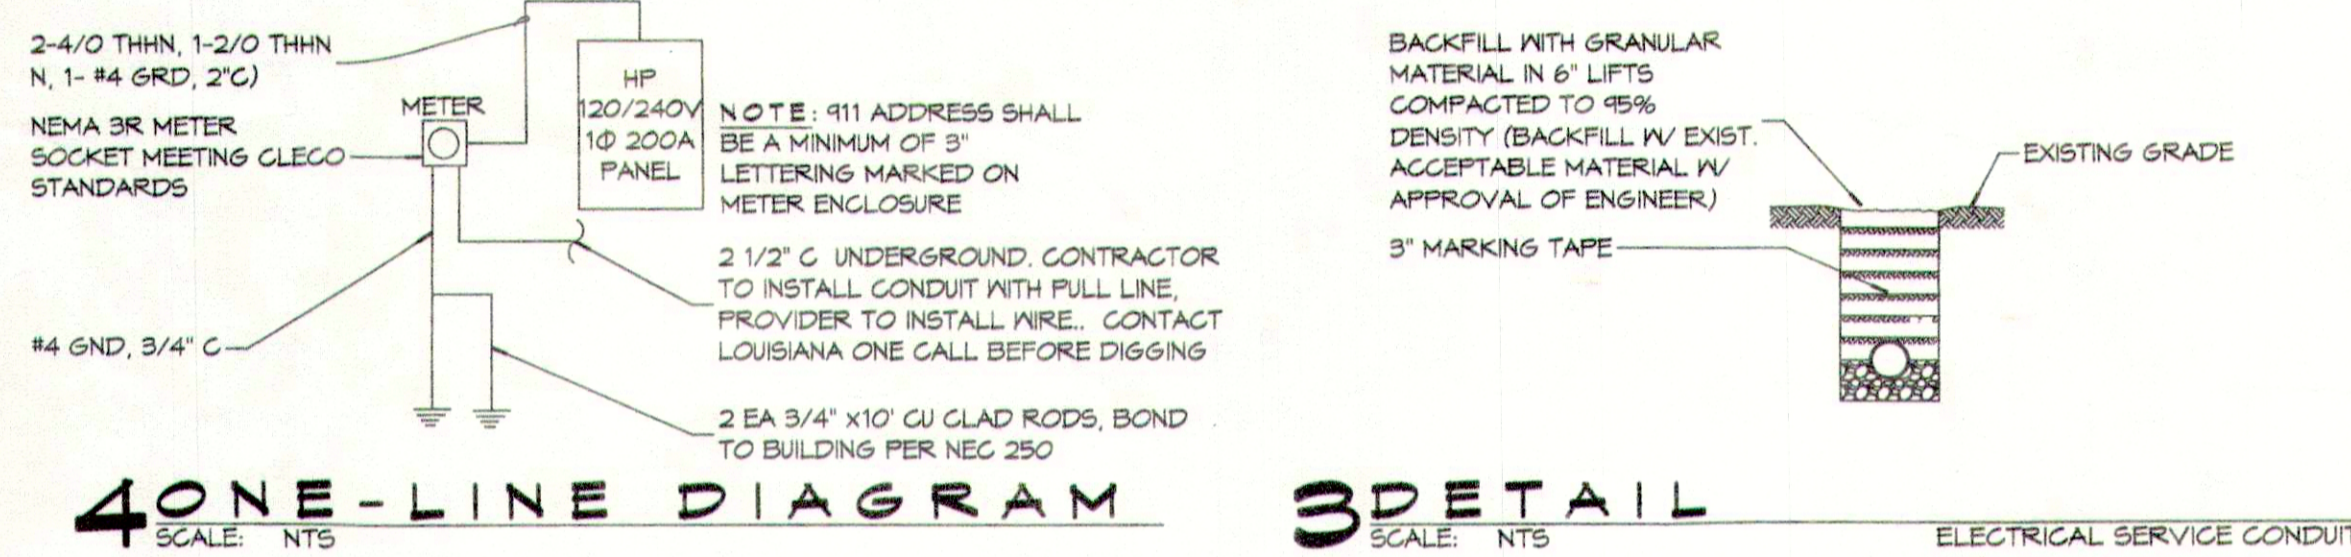 2-4/0 THHN, 1-2/0 THHN
N, 1- #4 GRD, 2"C)
NEMA 3R METER
SOCKET MEETING CLECO
STANDARDS
#4 GND, 3/4" C
METER
HP
120/240V
1Φ 200A
PANEL
NOTE: 911 ADDRESS SHALL
BE A MINIMUM OF 3"
LETTERING MARKED ON
METER ENCLOSURE
2 1/2" C UNDERGROUND. CONTRACTOR
TO INSTALL CONDUIT WITH PULL LINE,
PROVIDER TO INSTALL WIRE.. CONTACT
LOUISIANA ONE CALL BEFORE DIGGING
2 EA 3/4" x10' CU CLAD RODS, BOND
TO BUILDING PER NEC 250
4 ONE-LINE DIAGRAM
SCALE: NTS
BACKFILL WITH GRANULAR
MATERIAL IN 6" LIFTS
COMPACTED TO 95%
DENSITY (BACKFILL W/ EXIST.
ACCEPTABLE MATERIAL W/
APPROVAL OF ENGINEER)
3" MARKING TAPE
EXISTING GRADE
3 DETAIL
SCALE: NTS
ELECTRICAL SERVICE CONDUIT